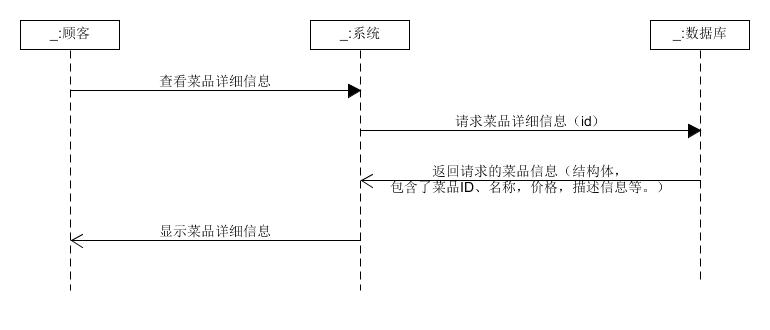 _:顾客
_:系统
_:数据库
查看菜品详细信息
请求菜品详细信息（id）
返回请求的菜品信息（结构体，
包含了菜品ID、名称，价格，描述信息等。）
显示菜品详细信息